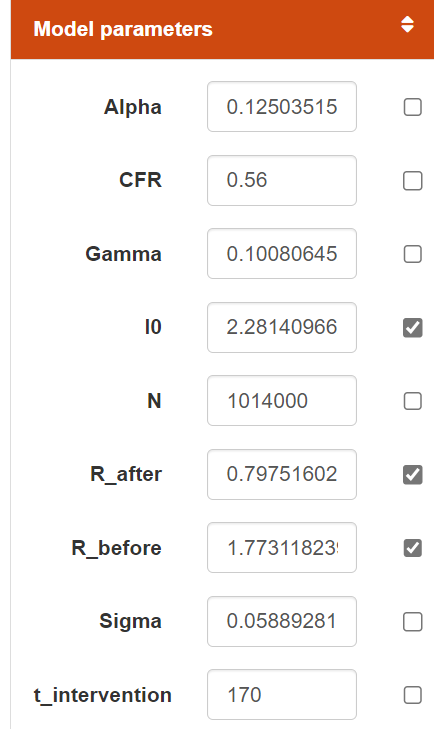 Model parameters
Alpha 0.12503515
CFR 0.56
Gamma 0.10080645
I0 2.28140966
N 1014000
R_after 0.79751602
R_before 1.773118239
Sigma 0.05889281
t_intervention 170